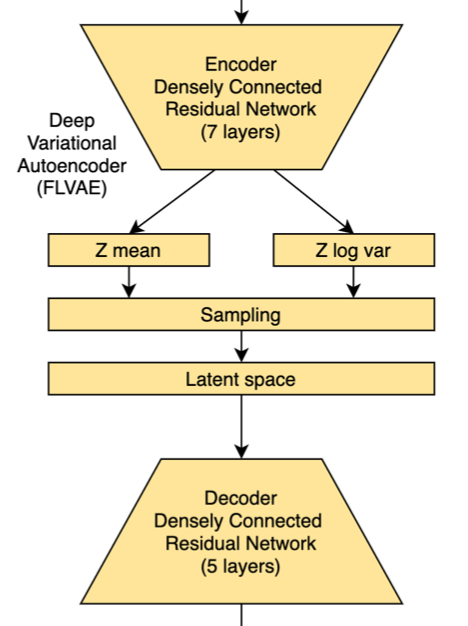 Encoder
Densely Connected
Residual Network
(7 layers)
Deep
Variational
Autoencoder
(FLVAE)
Z mean
Z log var
Sampling
Latent space
Decoder
Densely Connected
Residual Network
(5 layers)